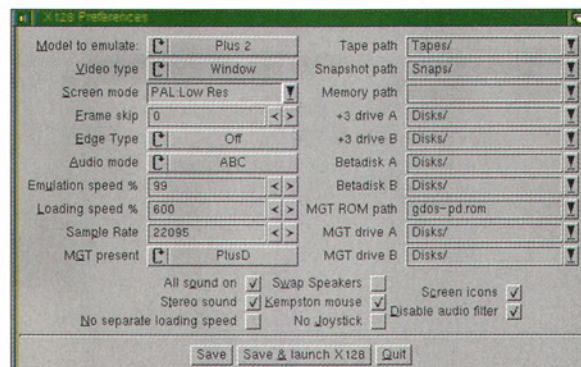 X128 Preferences
Model to emulate: Plus 2
Video type Window
Screen mode PAL:Low Res
Frame skip 0
Edge Type Off
Audio mode ABC
Emulation speed % 99
Loading speed % 600
Sample Rate 22095
MGT present PlusD
Tape path Tapes/
Snapshot path Snaps/
Memory path
+3 drive A Disks/
+3 drive B Disks/
Betadisk A Disks/
Betadisk B Disks/
MGT ROM path gdos-pd.rom
MGT drive A Disks/
MGT drive B Disks/
All sound on Swap Speakers
Screen icons
Stereo sound Kempston mouse
Disable audio filter
No separate loading speed No Joystick
Save Save & launch X128 Quit